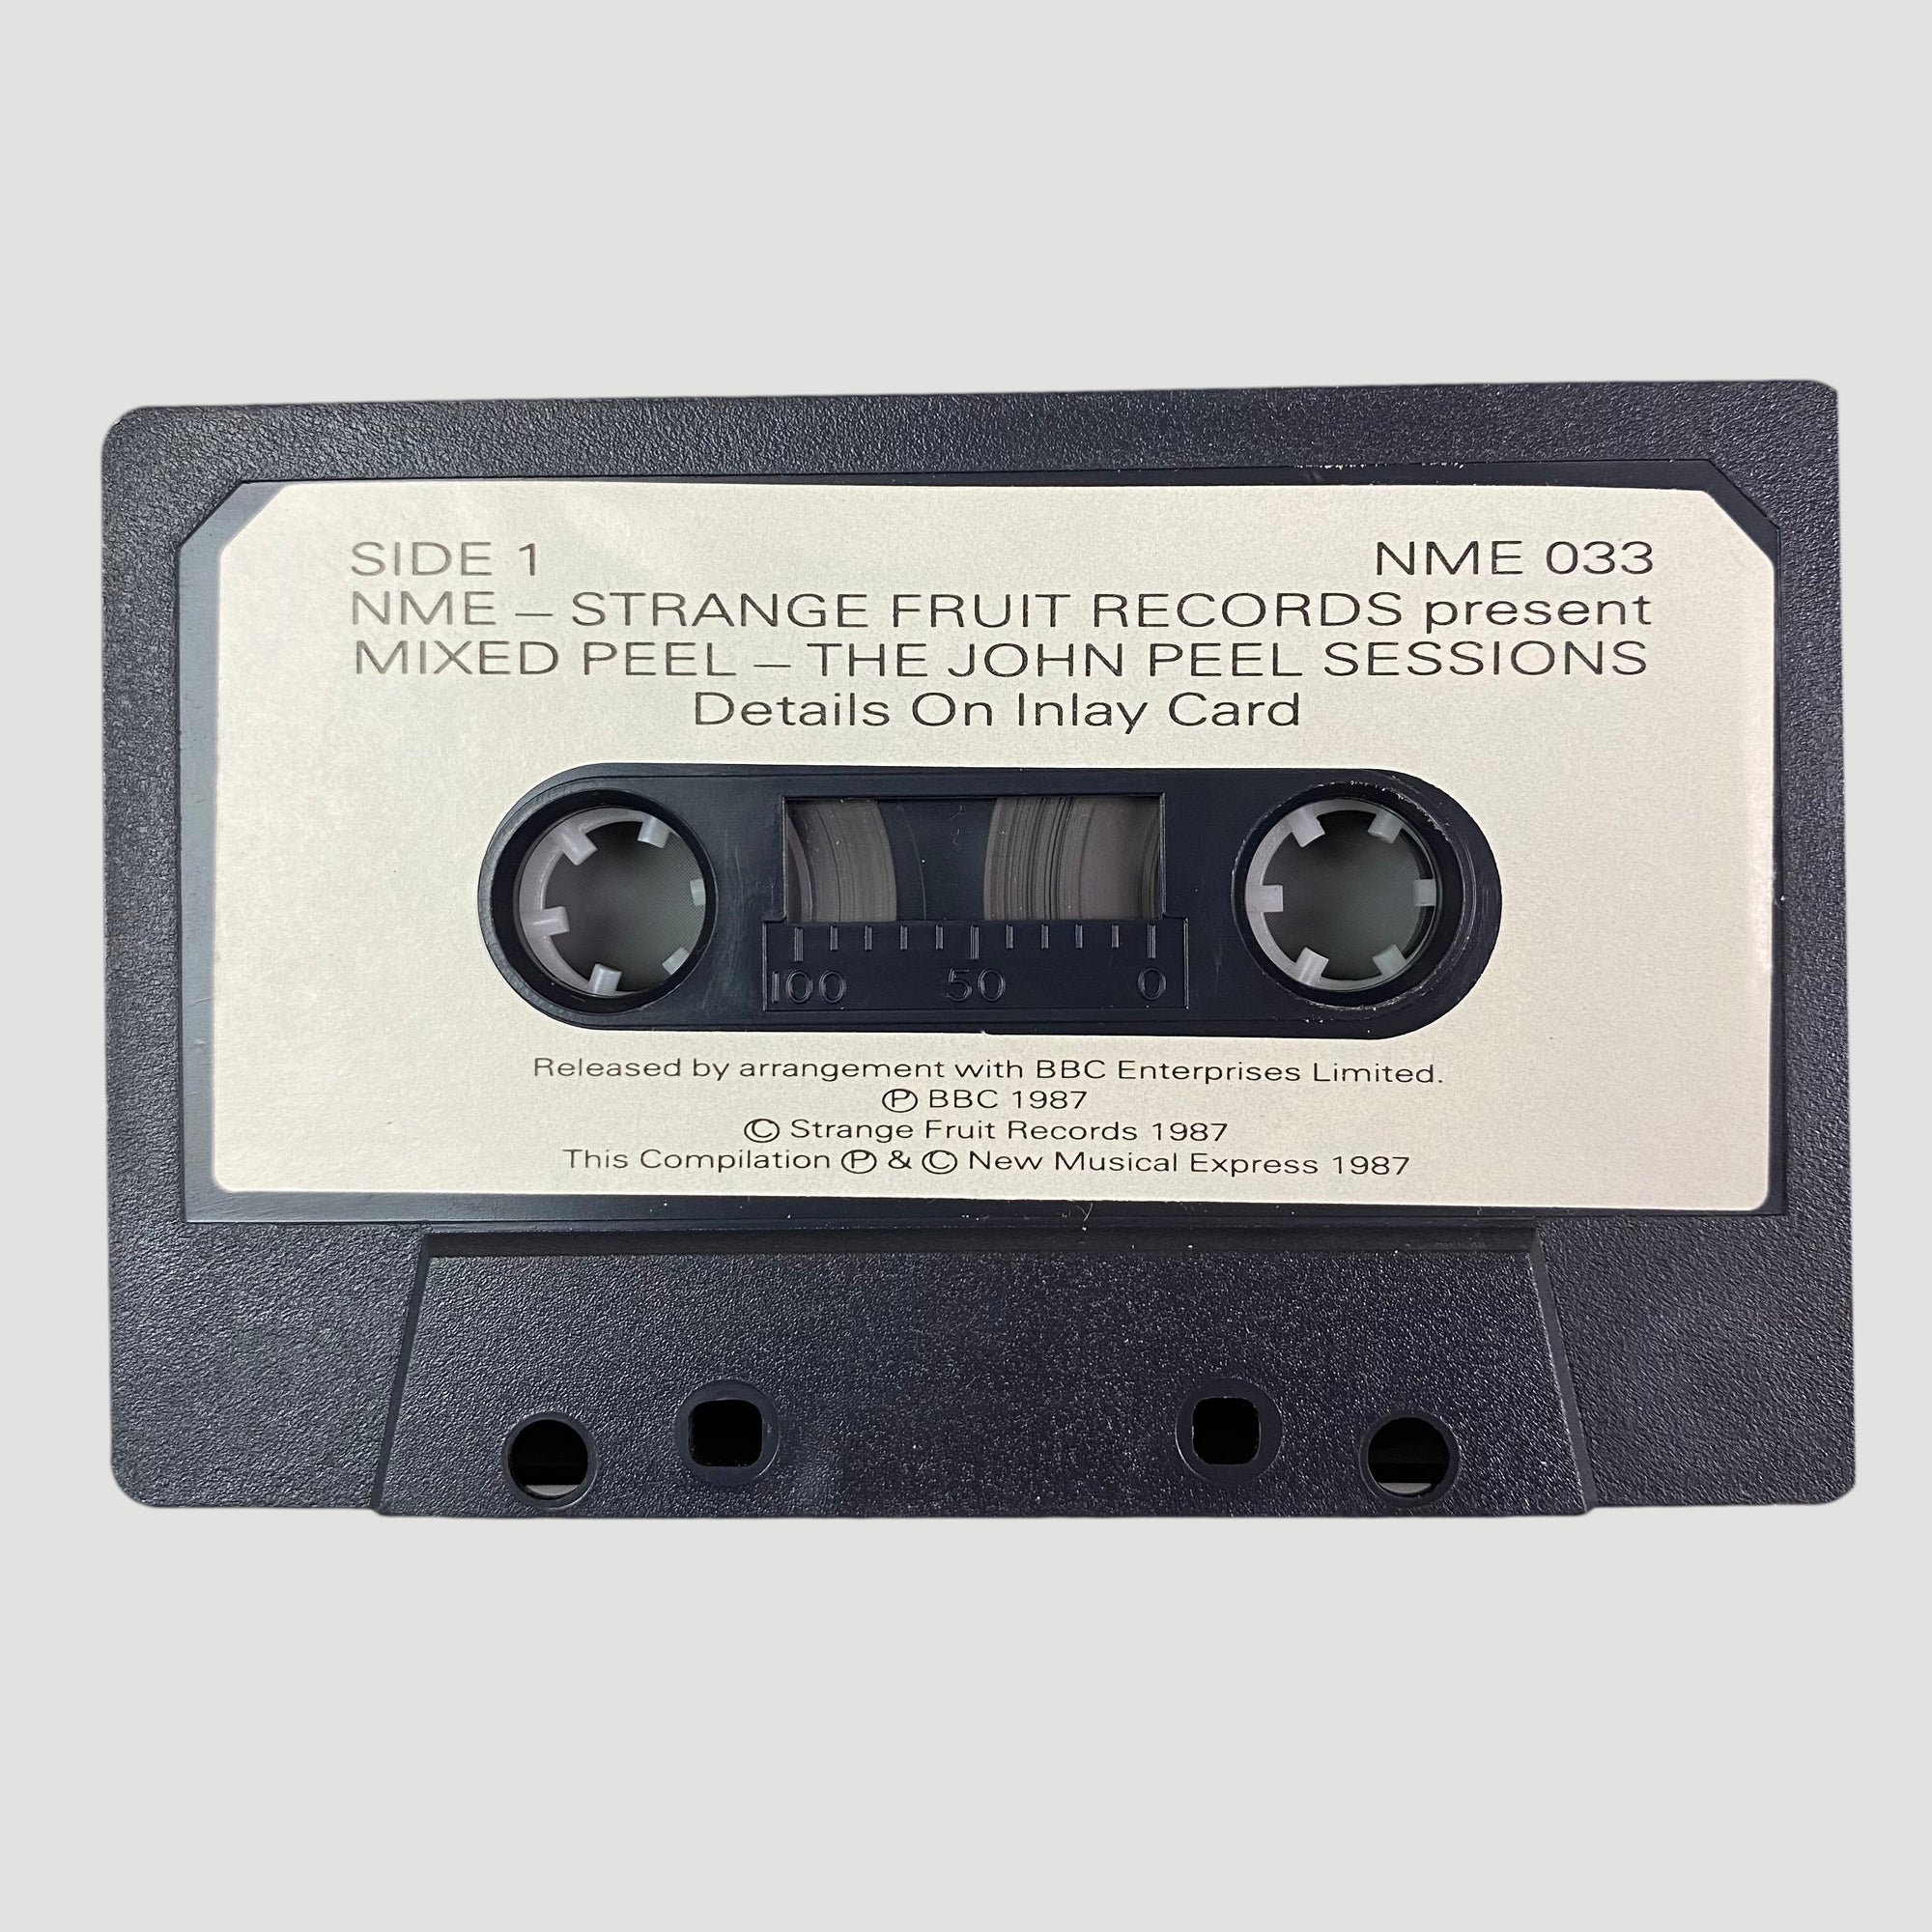 SIDE 1 NME 033
NME – STRANGE FRUIT RECORDS present
MIXED PEEL – THE JOHN PEEL SESSIONS
Details On Inlay Card
100 50 0
Released by arrangement with BBC Enterprises Limited.
Ⓟ BBC 1987
© Strange Fruit Records 1987
This Compilation Ⓟ & © New Musical Express 1987